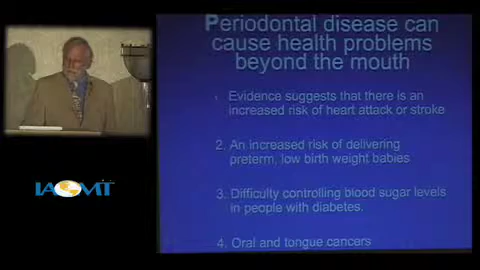 Periodontal disease can
cause health problems
beyond the mouth
1. Evidence suggests that there is an
increased risk of heart attack or stroke
2. An increased risk of delivering
preterm, low birth weight babies
3. Difficulty controlling blood sugar levels
in people with diabetes.
4. Oral and tongue cancers
IAOMT